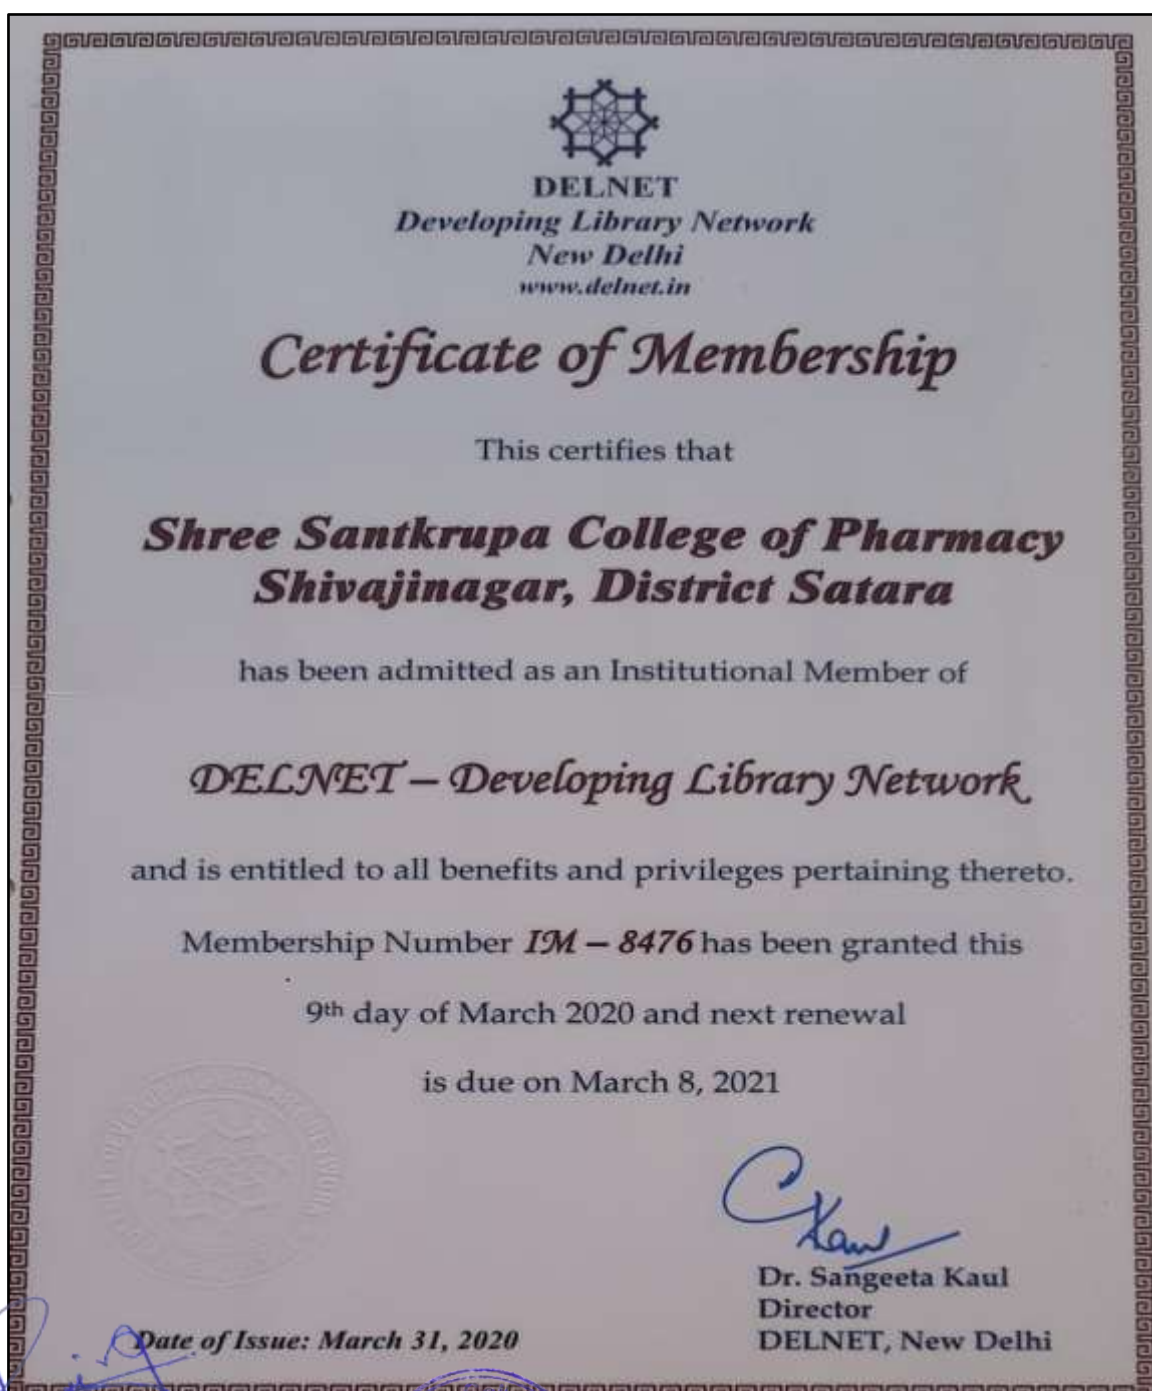 DELNET
Developing Library Network
New Delhi
www.delnet.in
Certificate of Membership
This certifies that
Shree Santkrupa College of Pharmacy
Shivajinagar, District Satara
has been admitted as an Institutional Member of
DELNET – Developing Library Network
and is entitled to all benefits and privileges pertaining thereto.
Membership Number IM – 8476 has been granted this
9th day of March 2020 and next renewal
is due on March 8, 2021
Kaul
Dr. Sangeeta Kaul
Director
DELNET, New Delhi
Date of Issue: March 31, 2020